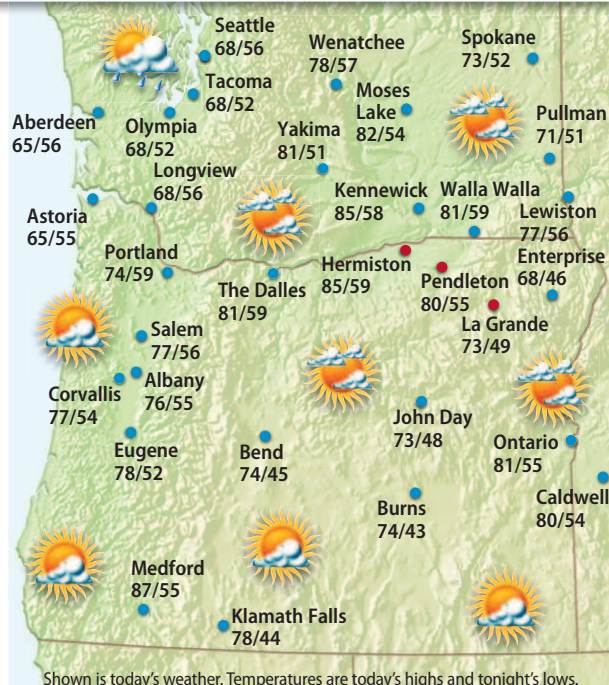 Seattle
68/56
Wenatchee
78/57
Spokane
73/52
Tacoma
68/52
Moses
Lake
82/54
Pullman
71/51
Aberdeen
65/56
Olympia
68/52
Yakima
81/51
Longview
68/56
Kennewick
85/58
Walla Walla
81/59
Lewiston
77/56
Astoria
65/55
Portland
74/59
The Dalles
81/59
Hermiston
85/59
Pendleton
80/55
Enterprise
68/46
La Grande
73/49
Salem
77/56
Corvallis
77/54
Albany
76/55
John Day
73/48
Eugene
78/52
Bend
74/45
Ontario
81/55
Burns
74/43
Caldwell
80/54
Medford
87/55
Klamath Falls
78/44
Shown is today's weather. Temperatures are today's highs and tonight's lows.